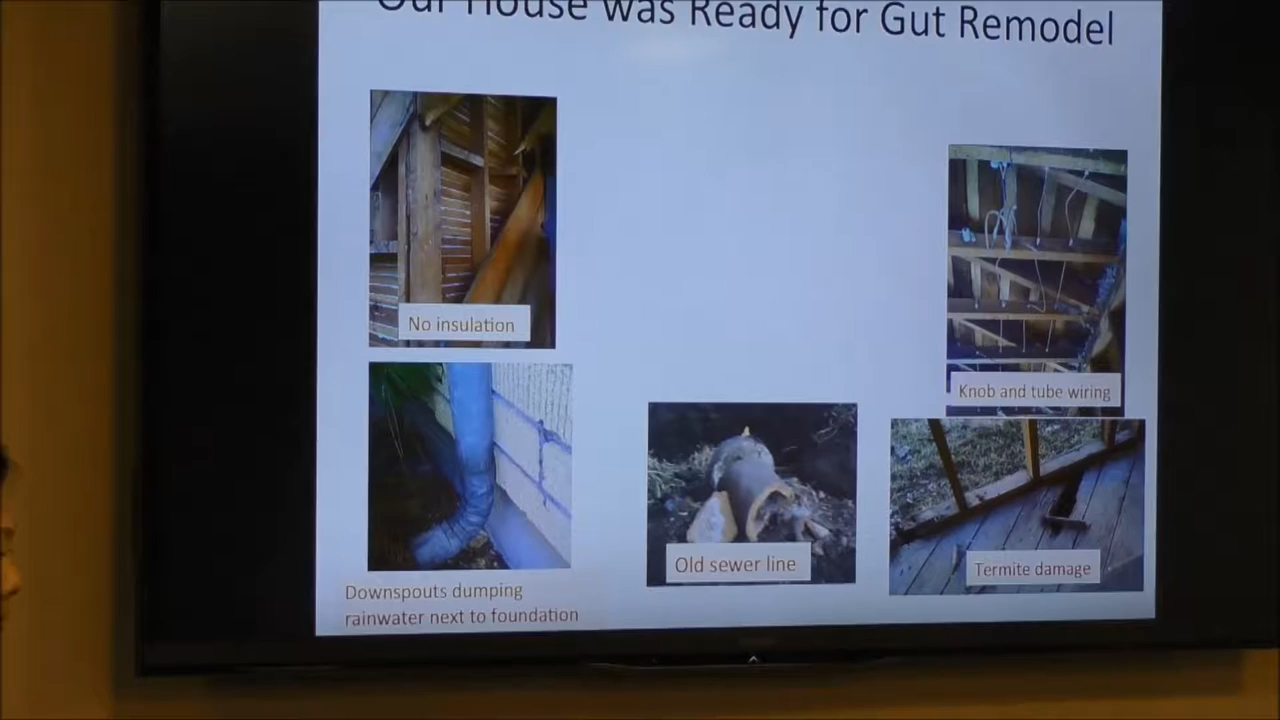 Our House was Ready for Gut Remodel
No insulation
Knob and tube wiring
Old sewer line
Termite damage
Downspouts dumping
rainwater next to foundation